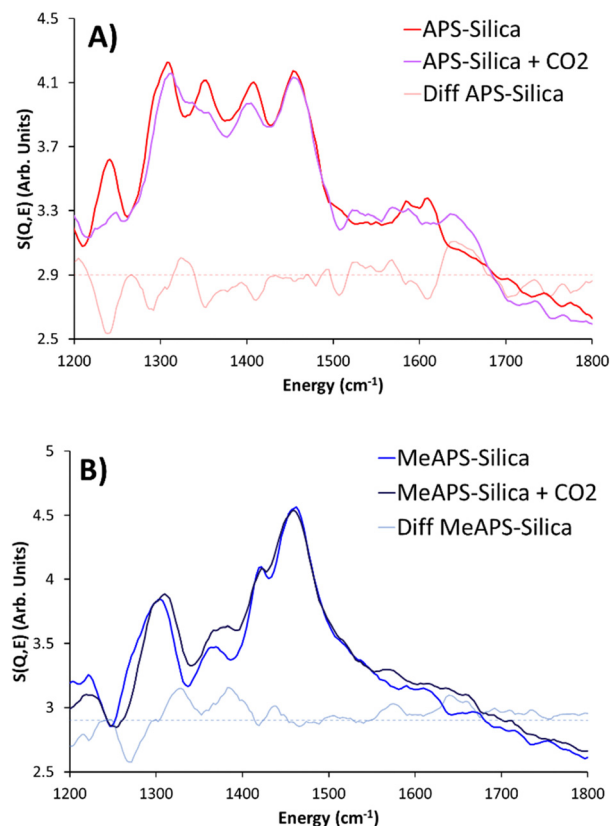 A)
APS-Silica
APS-Silica + CO2
Diff APS-Silica
S(Q,E) (Arb. Units)
4.5
4.1
3.7
3.3
2.9
2.5
1200 1300 1400 1500 1600 1700 1800
Energy (cm-1)
B)
MeAPS-Silica
MeAPS-Silica + CO2
Diff MeAPS-Silica
S(Q,E) (Arb. Units)
5
4.5
4
3.5
3
2.5
1200 1300 1400 1500 1600 1700 1800
Energy (cm-1)